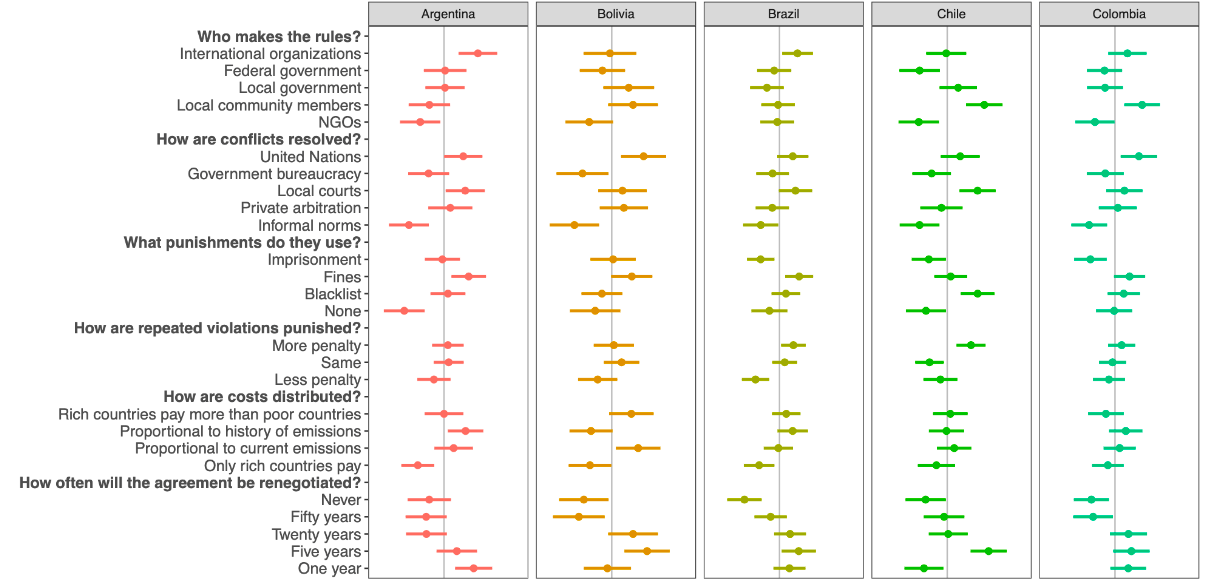 Argentina Bolivia Brazil Chile Colombia
Who makes the rules?
International organizations
Federal government
Local government
Local community members
NGOs
How are conflicts resolved?
United Nations
Government bureaucracy
Local courts
Private arbitration
Informal norms
What punishments do they use?
Imprisonment
Fines
Blacklist
None
How are repeated violations punished?
More penalty
Same
Less penalty
How are costs distributed?
Rich countries pay more than poor countries
Proportional to history of emissions
Proportional to current emissions
Only rich countries pay
How often will the agreement be renegotiated?
Never
Fifty years
Twenty years
Five years
One year